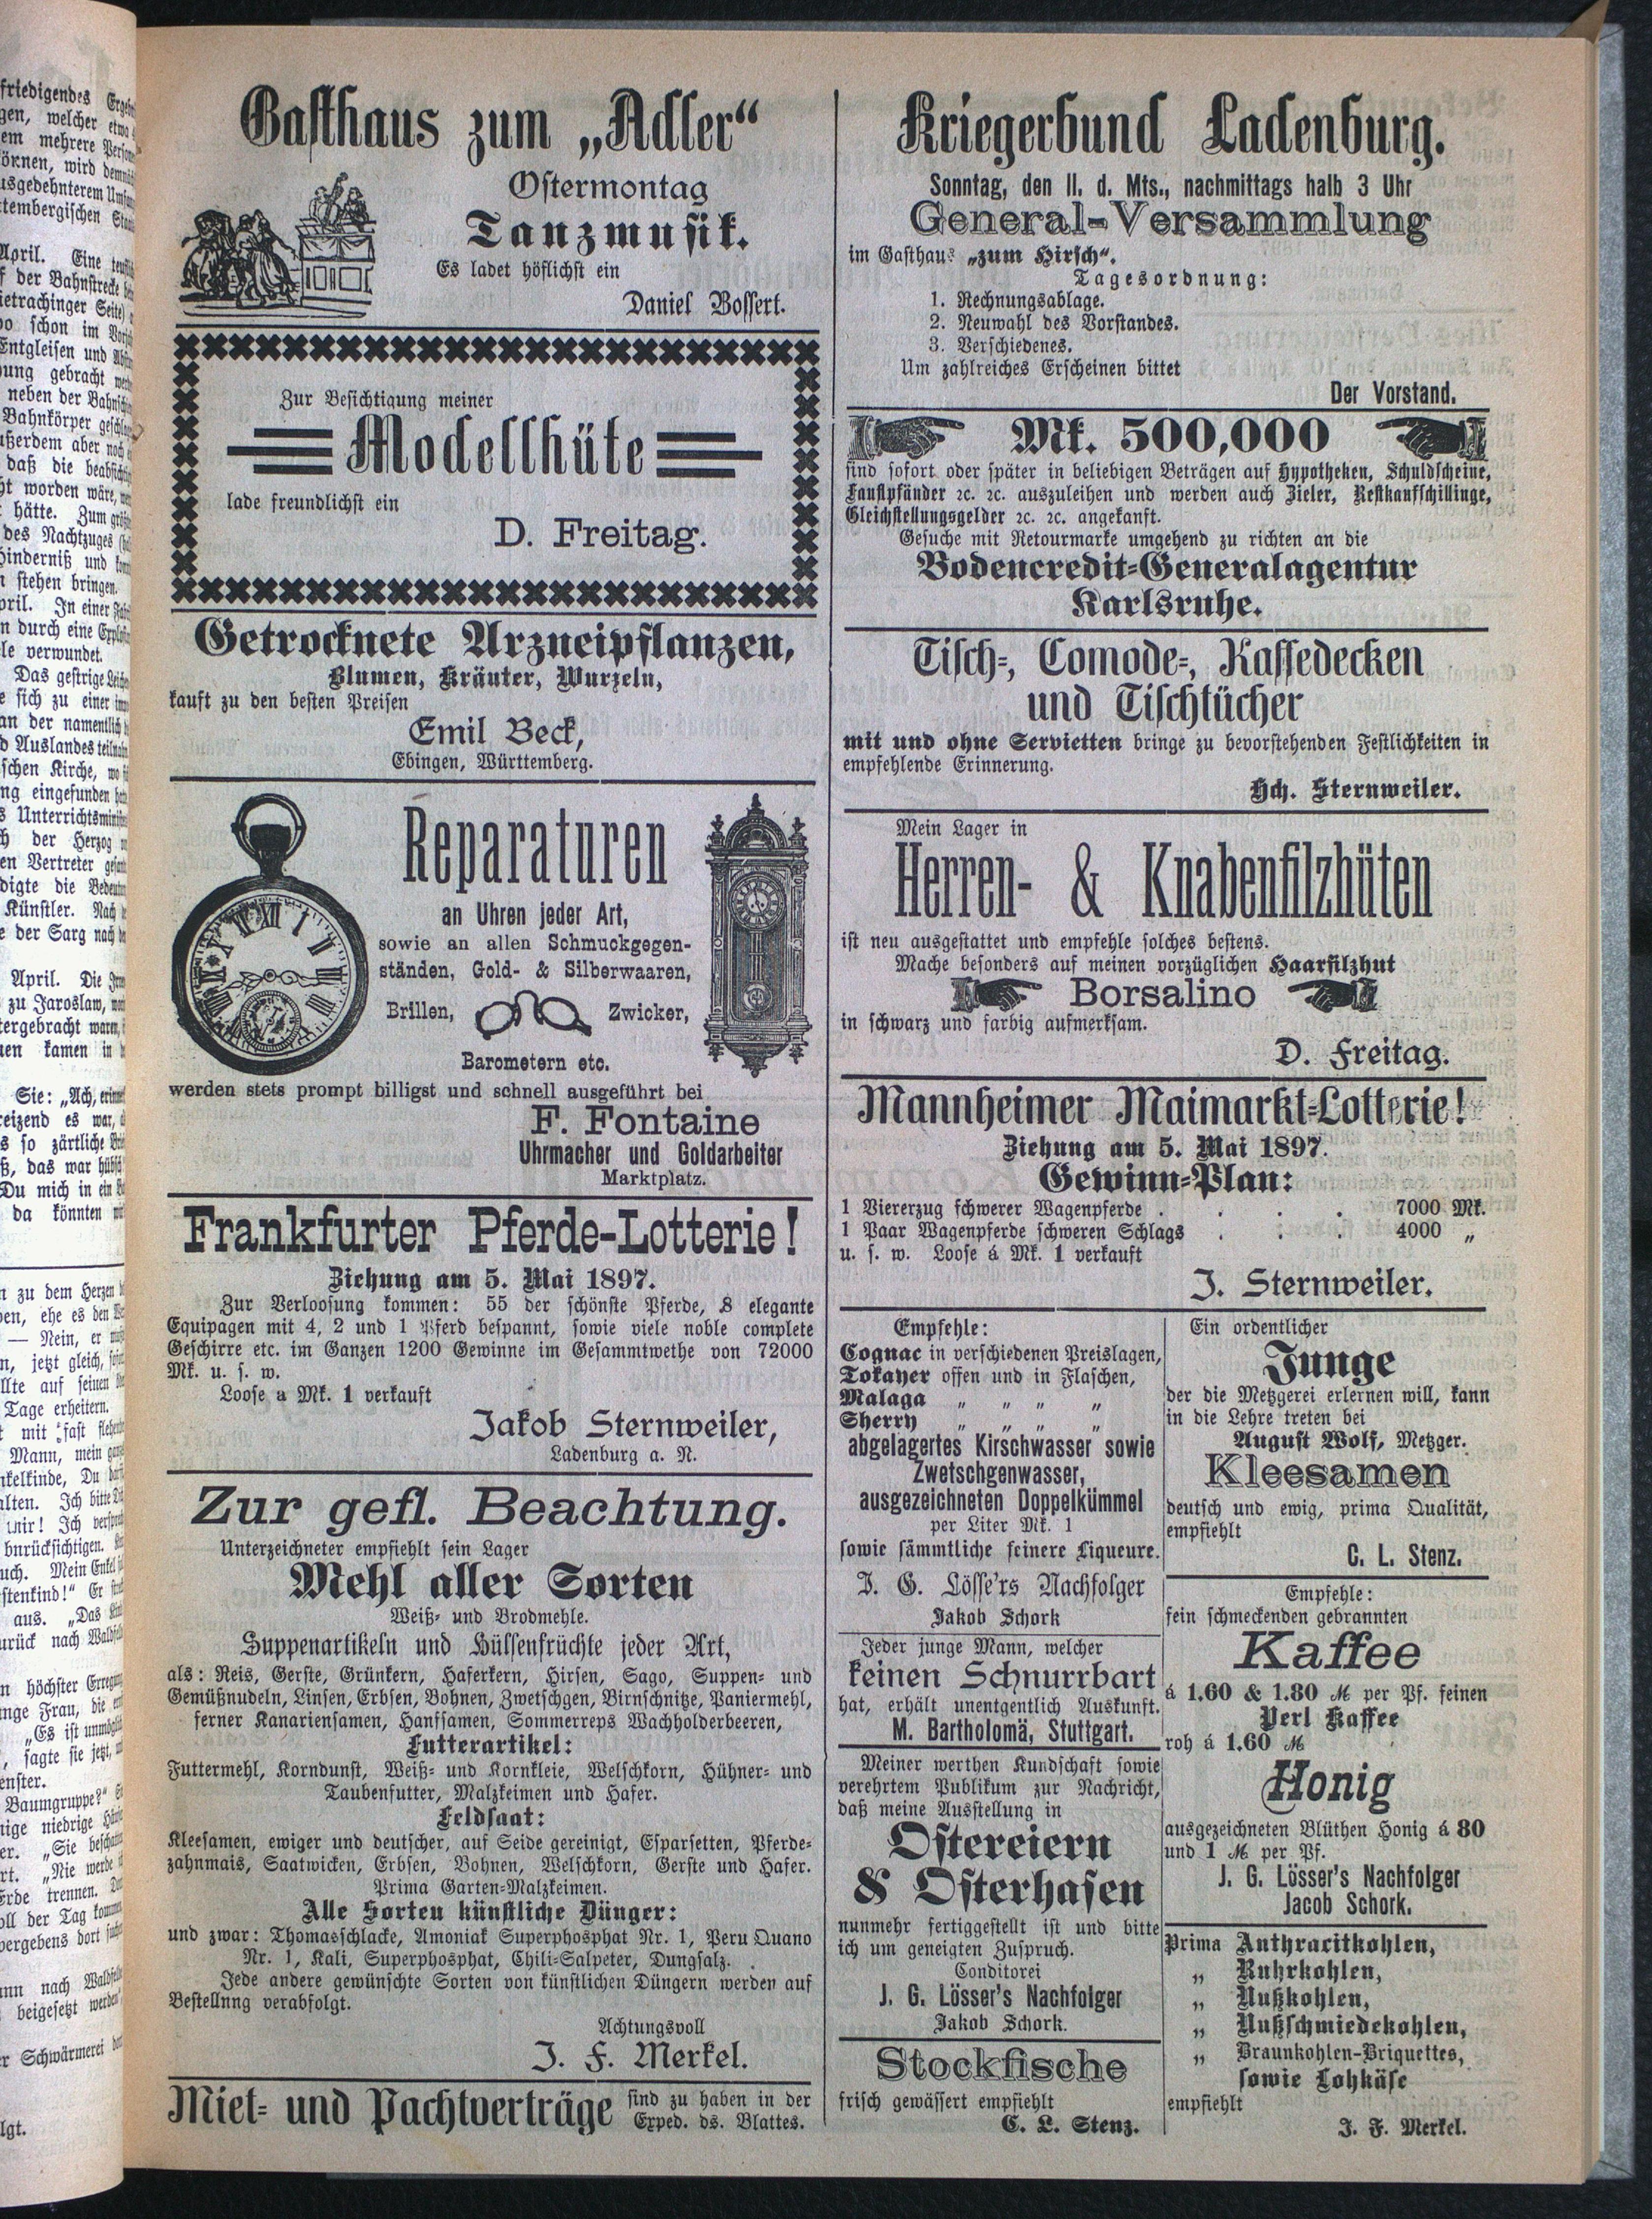 Gasthaus zum „Adler“
Ostermontag
Tanzmusik.
Es ladet höflichst ein
Daniel Bossert.
Zur Besichtigung meiner
Modellhüte
lade freundlichst ein
D. Freitag.
Getrocknete Arzneipflanzen,
Blumen, Kräuter, Wurzeln,
kauft zu den besten Preisen
Emil Beck,
Ebingen, Württemberg.
Reparaturen
an Uhren jeder Art,
sowie an allen Schmuckgegen-
ständen, Gold- & Silberwaaren,
Brillen, Zwicker,
Barometern etc.
werden stets prompt billigst und schnell ausgeführt bei
F. Fontaine
Uhrmacher und Goldarbeiter
Marktplatz.
Frankfurter Pferde-Lotterie!
Ziehung am 5. Mai 1897.
Zur Verloosung kommen: 55 der schönste Pferde, 8 elegante
Equipagen mit 4, 2 und 1 Pferd bespannt, sowie viele noble complete
Geschirre etc. im Ganzen 1200 Gewinne im Gesammtwethe von 72000
Mk. u. s. w.
Loose a Mk. 1 verkauft
Jakob Sternweiler,
Ladenburg a. N.
Zur gefl. Beachtung.
Unterzeichneter empfiehlt sein Lager
Mehl aller Sorten
Weiß- und Brodmehle.
Suppenartikeln und Hülsenfrüchte jeder Art,
als: Reis, Gerste, Grünkern, Haferkern, Hirsen, Sago, Suppen- und
Gemüßnudeln, Linsen, Erbsen, Bohnen, Zwetschgen, Birnschnitze, Paniermehl,
ferner Kanariensamen, Hanfsamen, Sommerreps Wachholderbeeren,
Futterartikel:
Futtermehl, Korndunst, Weiß- und Kornkleie, Welschkorn, Hühner- und
Taubenfutter, Malzkeimen und Hafer.
Feldsaat:
Kleesamen, ewiger und deutscher, auf Seide gereinigt, Esparsetten, Pferde-
zahnmais, Saatwicken, Erbsen, Bohnen, Welschkorn, Gerste und Hafer.
Prima Garten-Malzkeimen.
Alle Sorten künstliche Dünger:
und zwar: Thomasschlacke, Amoniak Superphosphat Nr. 1, Peru Quano
Nr. 1, Kali, Superphosphat, Chili-Salpeter, Dungsalz.
Jede andere gewünschte Sorten von künstlichen Düngern werden auf
Bestellnng verabfolgt.
Achtungsvoll
J. F. Merkel.
Miet- und Pachtverträge sind zu haben in der
Exped. ds. Blattes.
Kriegerbund Ladenburg.
Sonntag, den 11. d. Mts., nachmittags halb 3 Uhr
General-Versammlung
im Gasthaus „zum Hirsch“.
Tagesordnung:
1. Rechnungsablage.
2. Neuwahl des Vorstandes.
3. Verschiedenes.
Um zahlreiches Erscheinen bittet
Der Vorstand.
Mk. 500,000
sind sofort oder später in beliebigen Beträgen auf Hypotheken, Schuldscheine,
Faustpfänder ꝛc. ꝛc. auszuleihen und werden auch Zieler, Restkaufschillinge,
Gleichstellungsgelder ꝛc. ꝛc. angekanft.
Gesuche mit Retourmarke umgehend zu richten an die
Bodencredit-Generalagentur
Karlsruhe.
Tisch-, Comode-, Kaffedecken
und Tischtücher
mit und ohne Servietten bringe zu bevorstehenden Festlichkeiten in
empfehlende Erinnerung.
Hch. Sternweiler.
Mein Lager in
Herren- & Knabenfilzhüten
ist neu ausgestattet und empfehle solches bestens.
Mache besonders auf meinen vorzüglichen Haarfilzhut
Borsalino
in schwarz und farbig aufmerksam.
D. Freitag.
Mannheimer Maimarkt-Lotterie!
Ziehung am 5. Mai 1897.
Gewinn-Plan:
1 Viererzug schwerer Wagenpferde . . . . 7000 Mk.
1 Paar Wagenpferde schweren Schlags . . . 4000 „
u. s. w. Loose á Mk. 1 verkauft
J. Sternweiler.
Empfehle:
Cognac in verschiedenen Preislagen,
Tokayer offen und in Flaschen,
Malaga „ „ „ „
Sherry „ „ „ „
abgelagertes Kirschwasser sowie
Zwetschgenwasser,
ausgezeichneten Doppelkümmel
per Liter Mk. 1
sowie sämmtliche feinere Liqueure.
J. G. Lösse'rs Nachfolger
Jakob Schork
Jeder junge Mann, welcher
keinen Schnurrbart
hat, erhält unentgentlich Auskunft.
M. Bartholomä, Stuttgart.
Meiner werthen Kundschaft sowie
verehrtem Publikum zur Nachricht,
daß meine Ausstellung in
Ostereiern
& Osterhasen
nunmehr fertiggestellt ist und bitte
ich um geneigten Zuspruch.
Conditorei
J. G. Lösser's Nachfolger
Jakob Schork.
Stockfische
frisch gewässert empfiehlt
C. L. Stenz.
Ein ordentlicher
Junge
der die Metzgerei erlernen will, kann
in die Lehre treten bei
August Wolf, Metzger.
Kleesamen
deutsch und ewig, prima Qualität,
empfiehlt
C. L. Stenz.
Empfehle:
fein schmeckenden gebrannten
Kaffee
á 1.60 & 1.80 ℳ per Pf. feinen
Perl Kaffee
roh á 1.60 ℳ
Honig
ausgezeichneten Blüthen Honig á 80
und 1 ℳ per Pf.
J. G. Lösser's Nachfolger
Jacob Schork.
Prima Anthracitkohlen,
„ Ruhrkohlen,
„ Nußkohlen,
„ Nußschmiedekohlen,
„ Braunkohlen-Briquettes,
sowie Lohkäse
empfiehlt
J. F. Merkel.